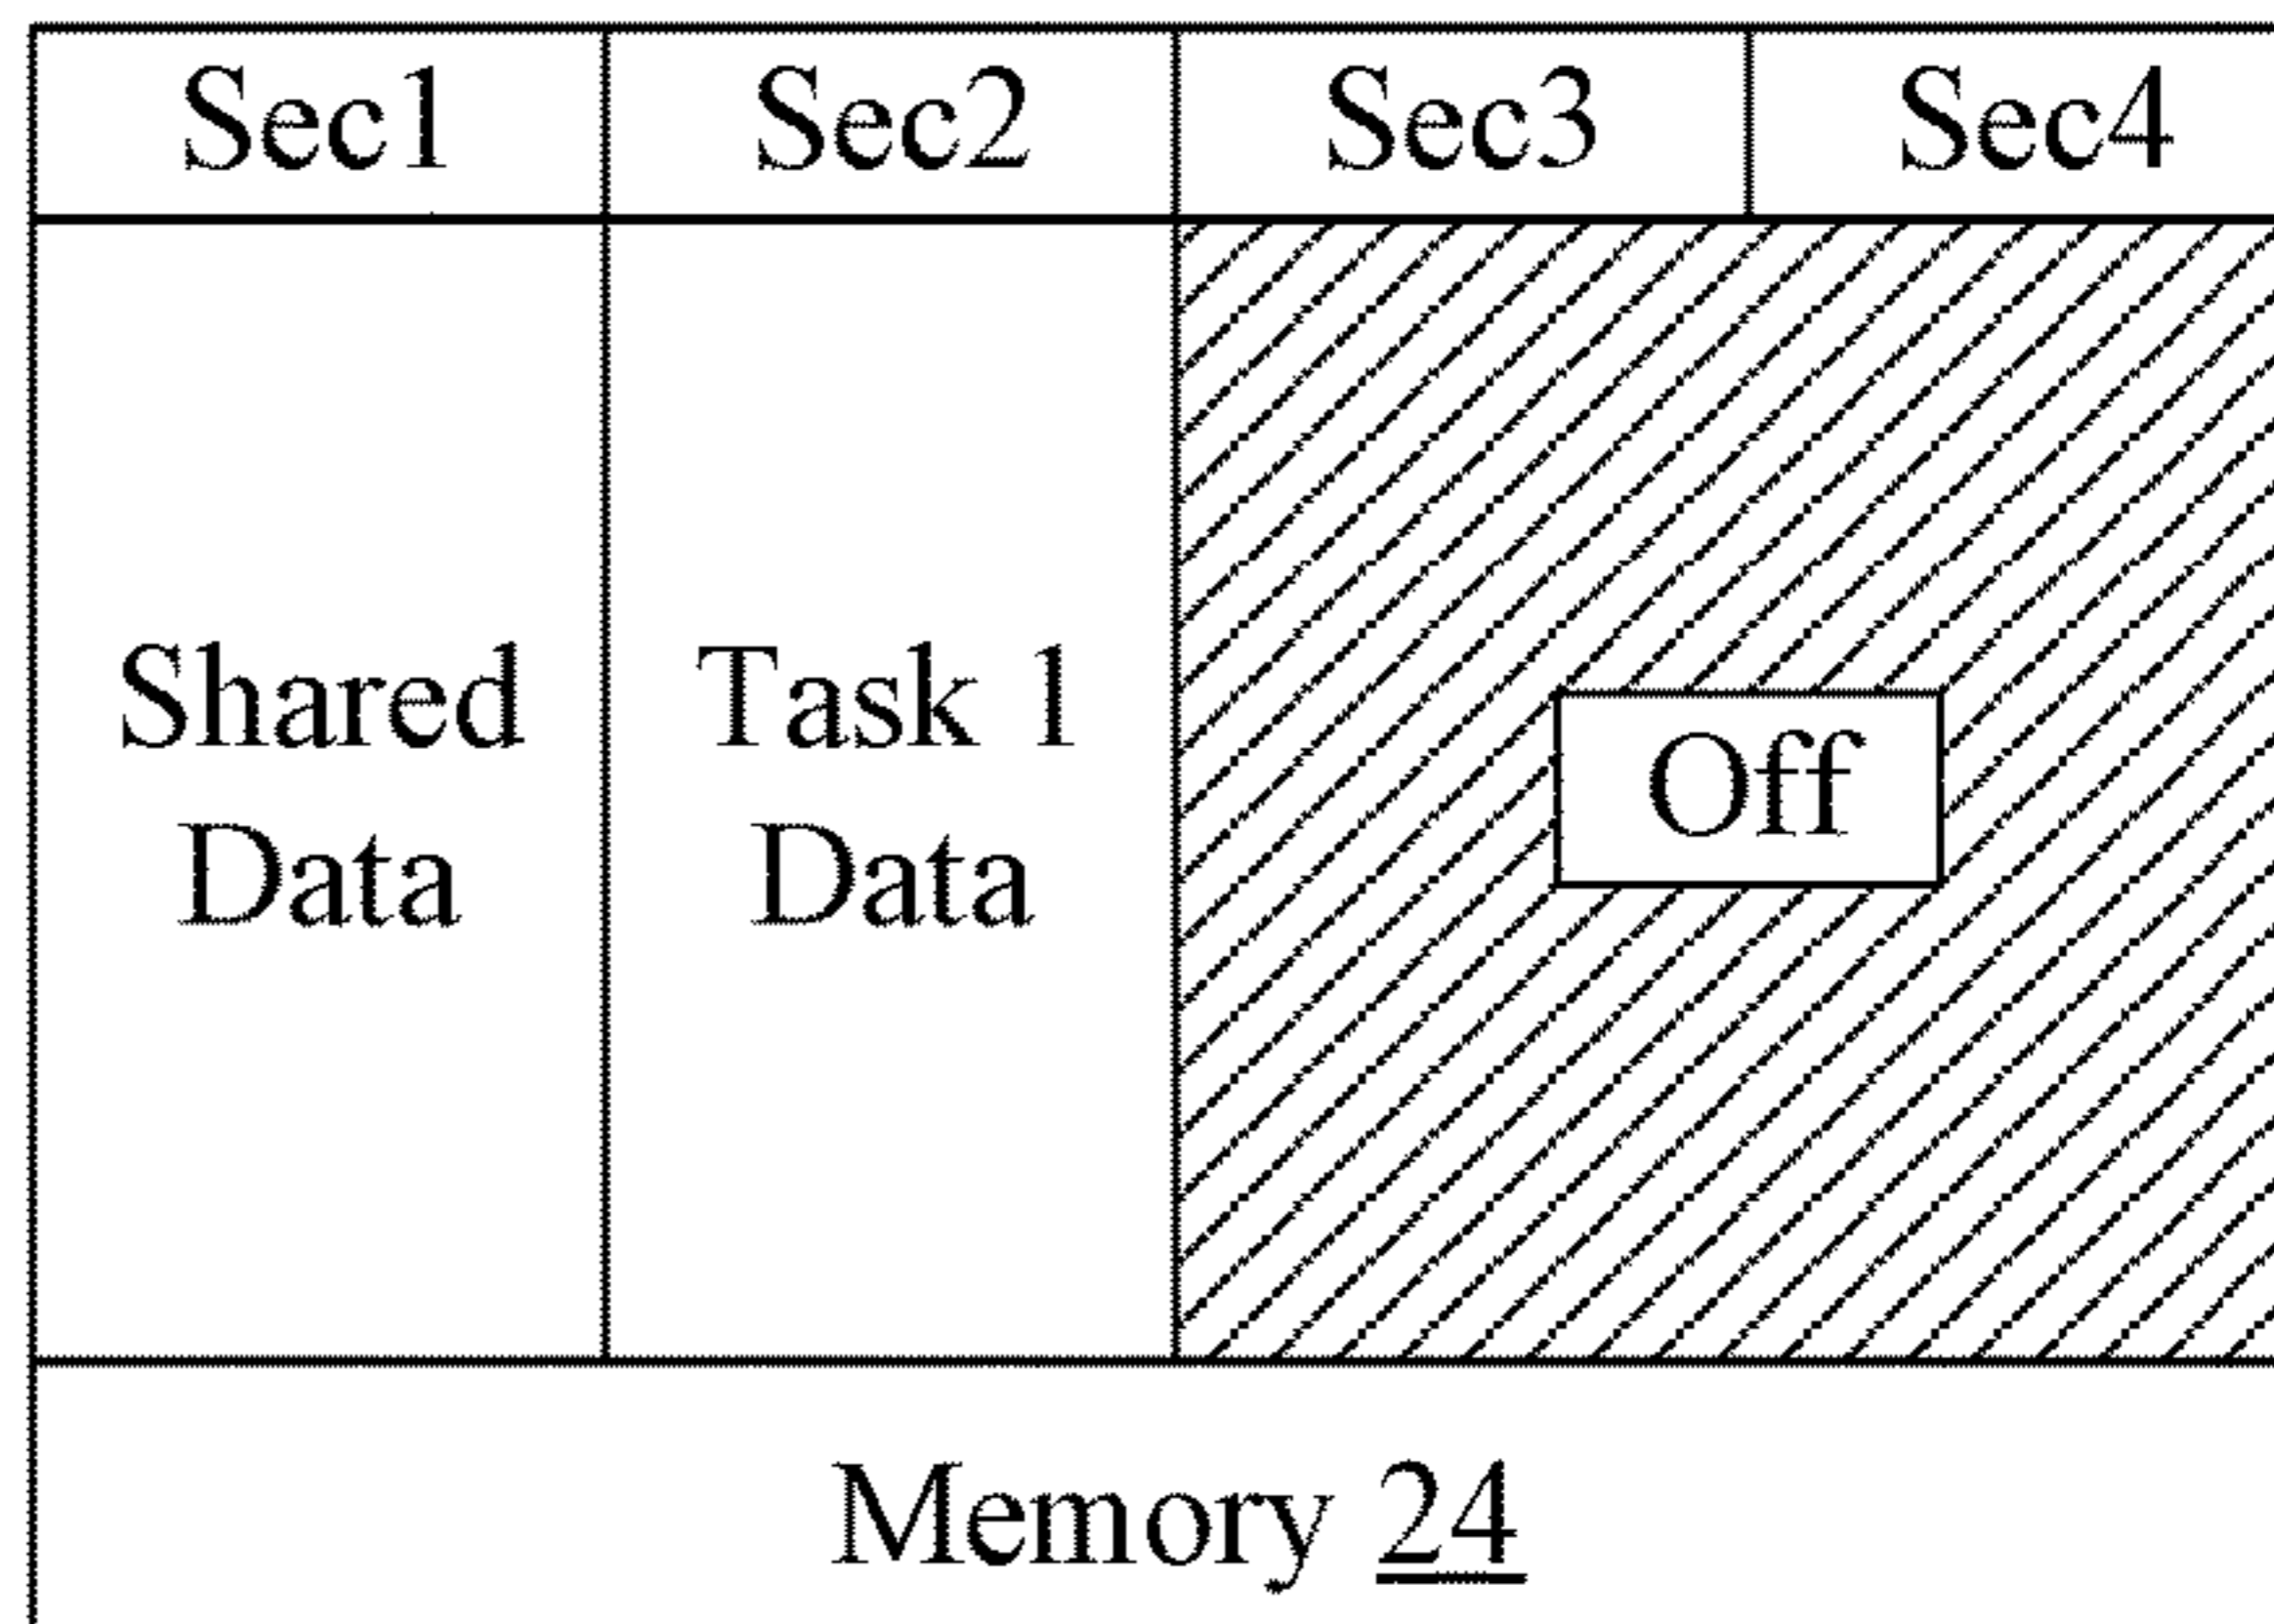 Sec1 Sec2 Sec3 Sec4
Shared
Data
Task 1
Data
Off
Memory 24